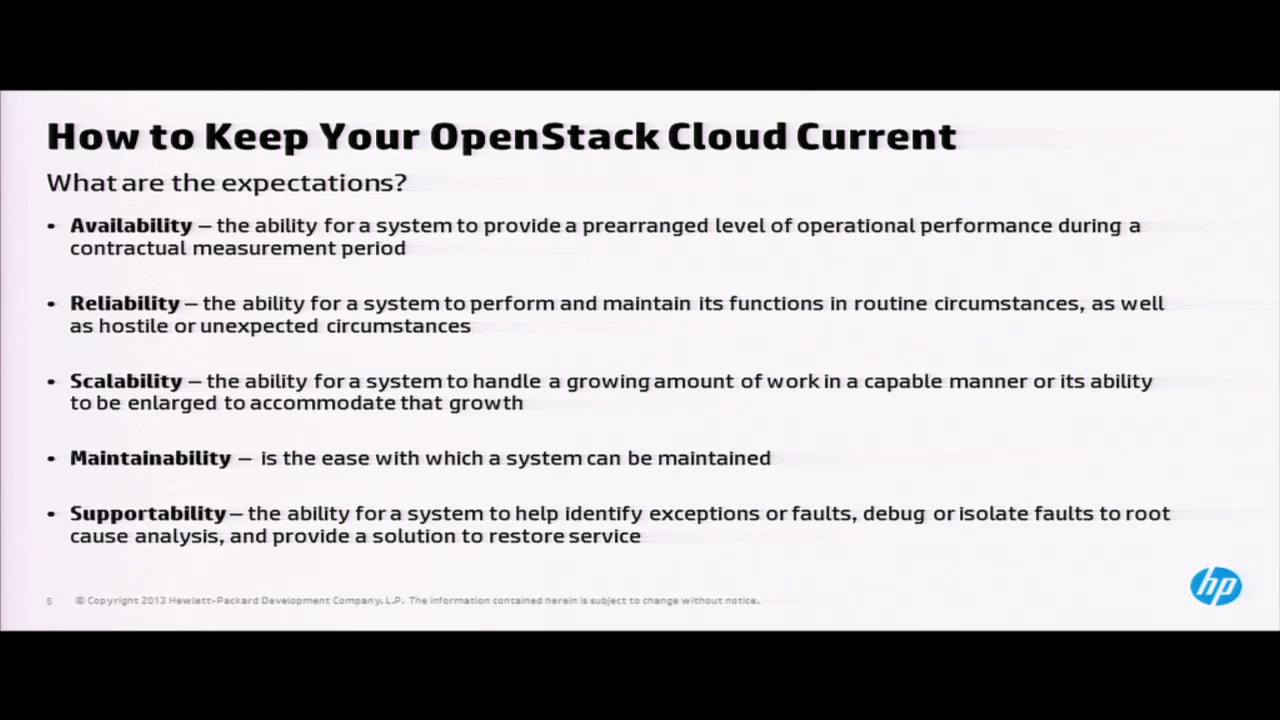 How to Keep Your OpenStack Cloud Current
What are the expectations?
• Availability – the ability for a system to provide a prearranged level of operational performance during a
contractual measurement period
• Reliability – the ability for a system to perform and maintain its functions in routine circumstances, as well
as hostile or unexpected circumstances
• Scalability – the ability for a system to handle a growing amount of work in a capable manner or its ability
to be enlarged to accommodate that growth
• Maintainability – is the ease with which a system can be maintained
• Supportability – the ability for a system to help identify exceptions or faults, debug or isolate faults to root
cause analysis, and provide a solution to restore service
hp
5 © Copyright 2013 Hewlett-Packard Development Company, L.P. The information contained herein is subject to change without notice.